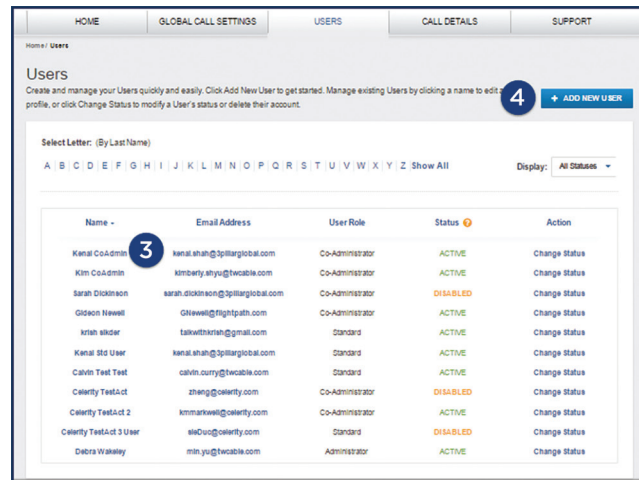 HOME GLOBAL CALL SETTINGS USERS CALL DETAILS SUPPORT
Home / Users
Users
Create and manage your Users quickly and easily. Click Add New User to get started. Manage existing Users by clicking a name to edit
profile, or click Change Status to modify a User's status or delete their account.
4
+ ADD NEW USER
Select Letter: (By Last Name)
A B C D E F G H I J K L M N O P Q R S T U V W X Y Z Show All
Display: All Statuses
Name Email Address User Role Status ? Action
3
Kenal CoAdmin kenal.shah@3pillarglobal.com Co-Administrator ACTIVE Change Status
Kim CoAdmin kimberly.shyu@twcable.com Co-Administrator ACTIVE Change Status
Sarah Dickinson sarah.dickinson@3pillarglobal.com Co-Administrator DISABLED Change Status
Gideon Newell GNewell@flightpath.com Co-Administrator ACTIVE Change Status
krish sikder talkwithkrish@gmail.com Standard ACTIVE Change Status
Kenal Std User kenal.shah@3pillarglobal.com Standard ACTIVE Change Status
Calvin Test Test calvin.curry@twcable.com Standard ACTIVE Change Status
Celerity TestAct zheng@celerity.com Co-Administrator DISABLED Change Status
Celerity TestAct 2 kmmarkwell@celerity.com Co-Administrator ACTIVE Change Status
Celerity TestAct 3 User sleDuc@celerity.com Standard DISABLED Change Status
Debra Wakeley min.yu@twcable.com Administrator ACTIVE Change Status